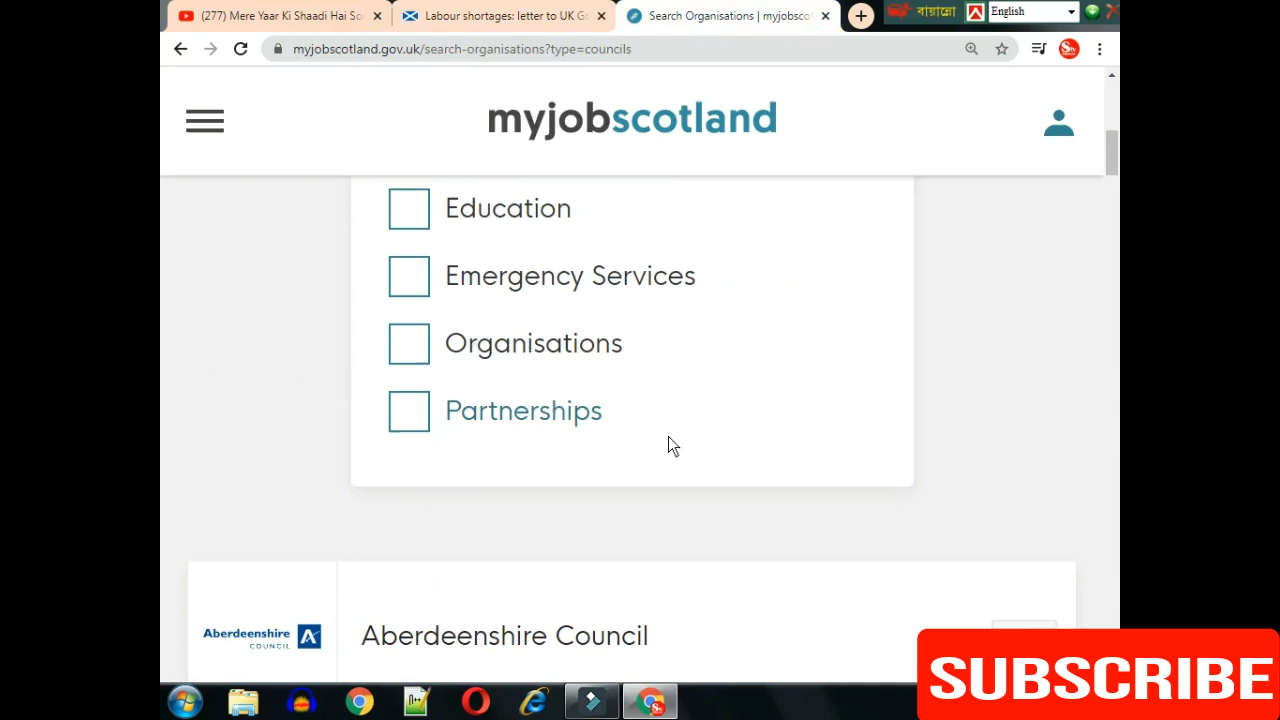 (277) Mere Yaar Ki Shaadi Hai So
Labour shortages: letter to UK Go
Search Organisations | myjobsco
বায়ান্নো
English
myjobscotland.gov.uk/search-organisations?type=councils
myjobscotland
Education
Emergency Services
Organisations
Partnerships
Aberdeenshire
COUNCIL
Aberdeenshire Council
SUBSCRIBE